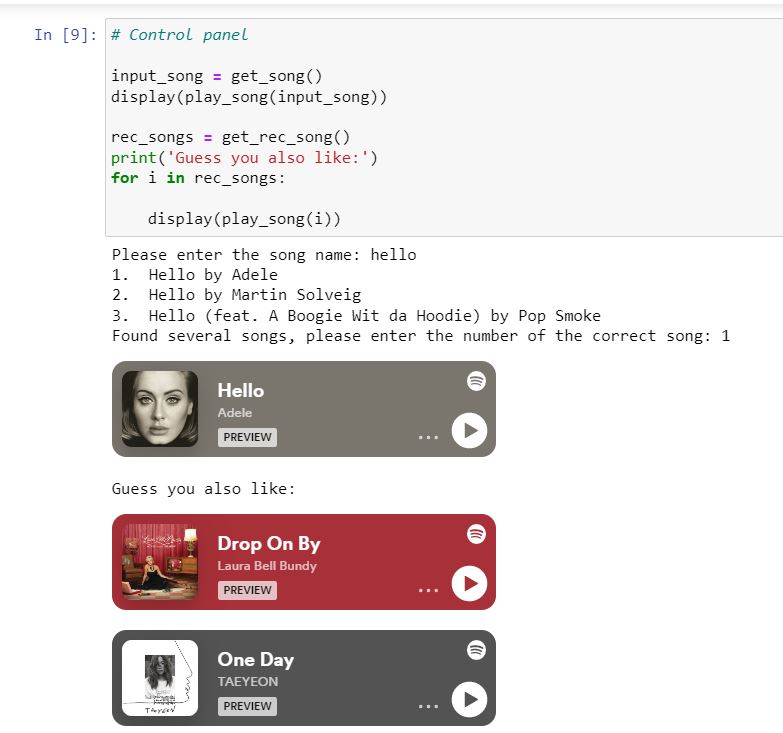 In [9]:
# Control panel
input_song = get_song()
display(play_song(input_song))
rec_songs = get_rec_song()
print('Guess you also like:')
for i in rec_songs:
    display(play_song(i))
Please enter the song name: hello
1.  Hello by Adele
2.  Hello by Martin Solveig
3.  Hello (feat. A Boogie Wit da Hoodie) by Pop Smoke
Found several songs, please enter the number of the correct song: 1
Hello
Adele
PREVIEW
Guess you also like:
Drop On By
Laura Bell Bundy
PREVIEW
One Day
TAEYEON
PREVIEW
TAEYEON